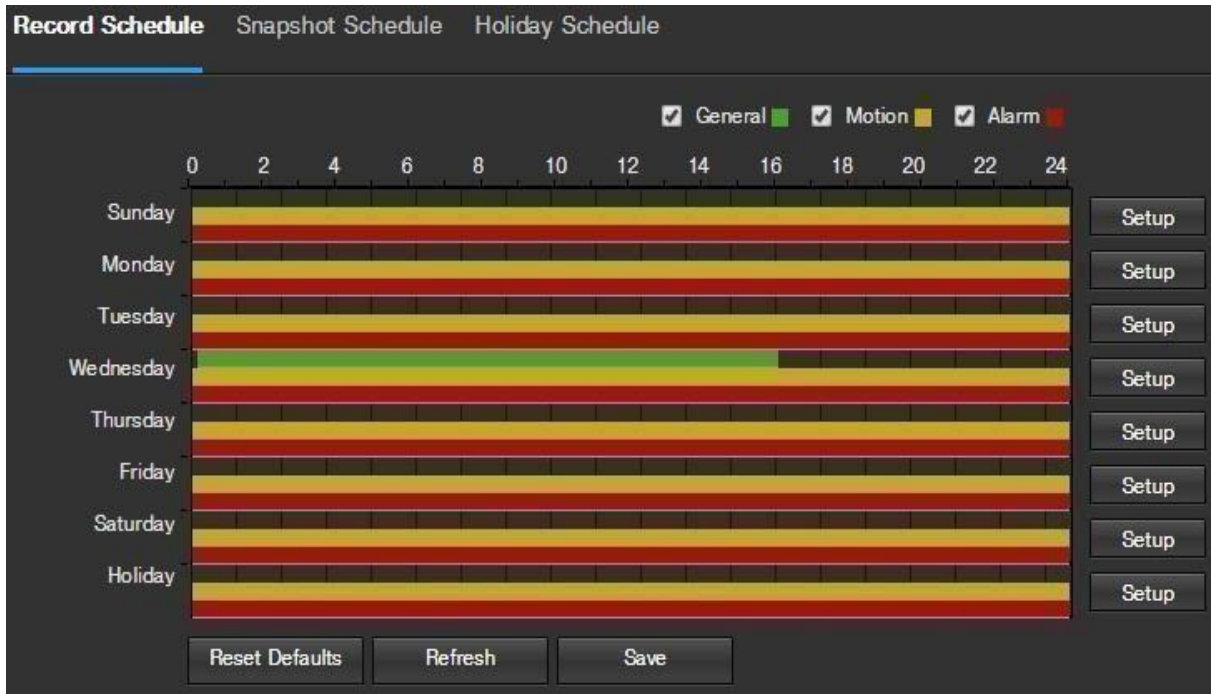 Record Schedule Snapshot Schedule Holiday Schedule
General Motion Alarm
0 2 4 6 8 10 12 14 16 18 20 22 24
Sunday Setup
Monday Setup
Tuesday Setup
Wednesday Setup
Thursday Setup
Friday Setup
Saturday Setup
Holiday Setup
Reset Defaults Refresh Save